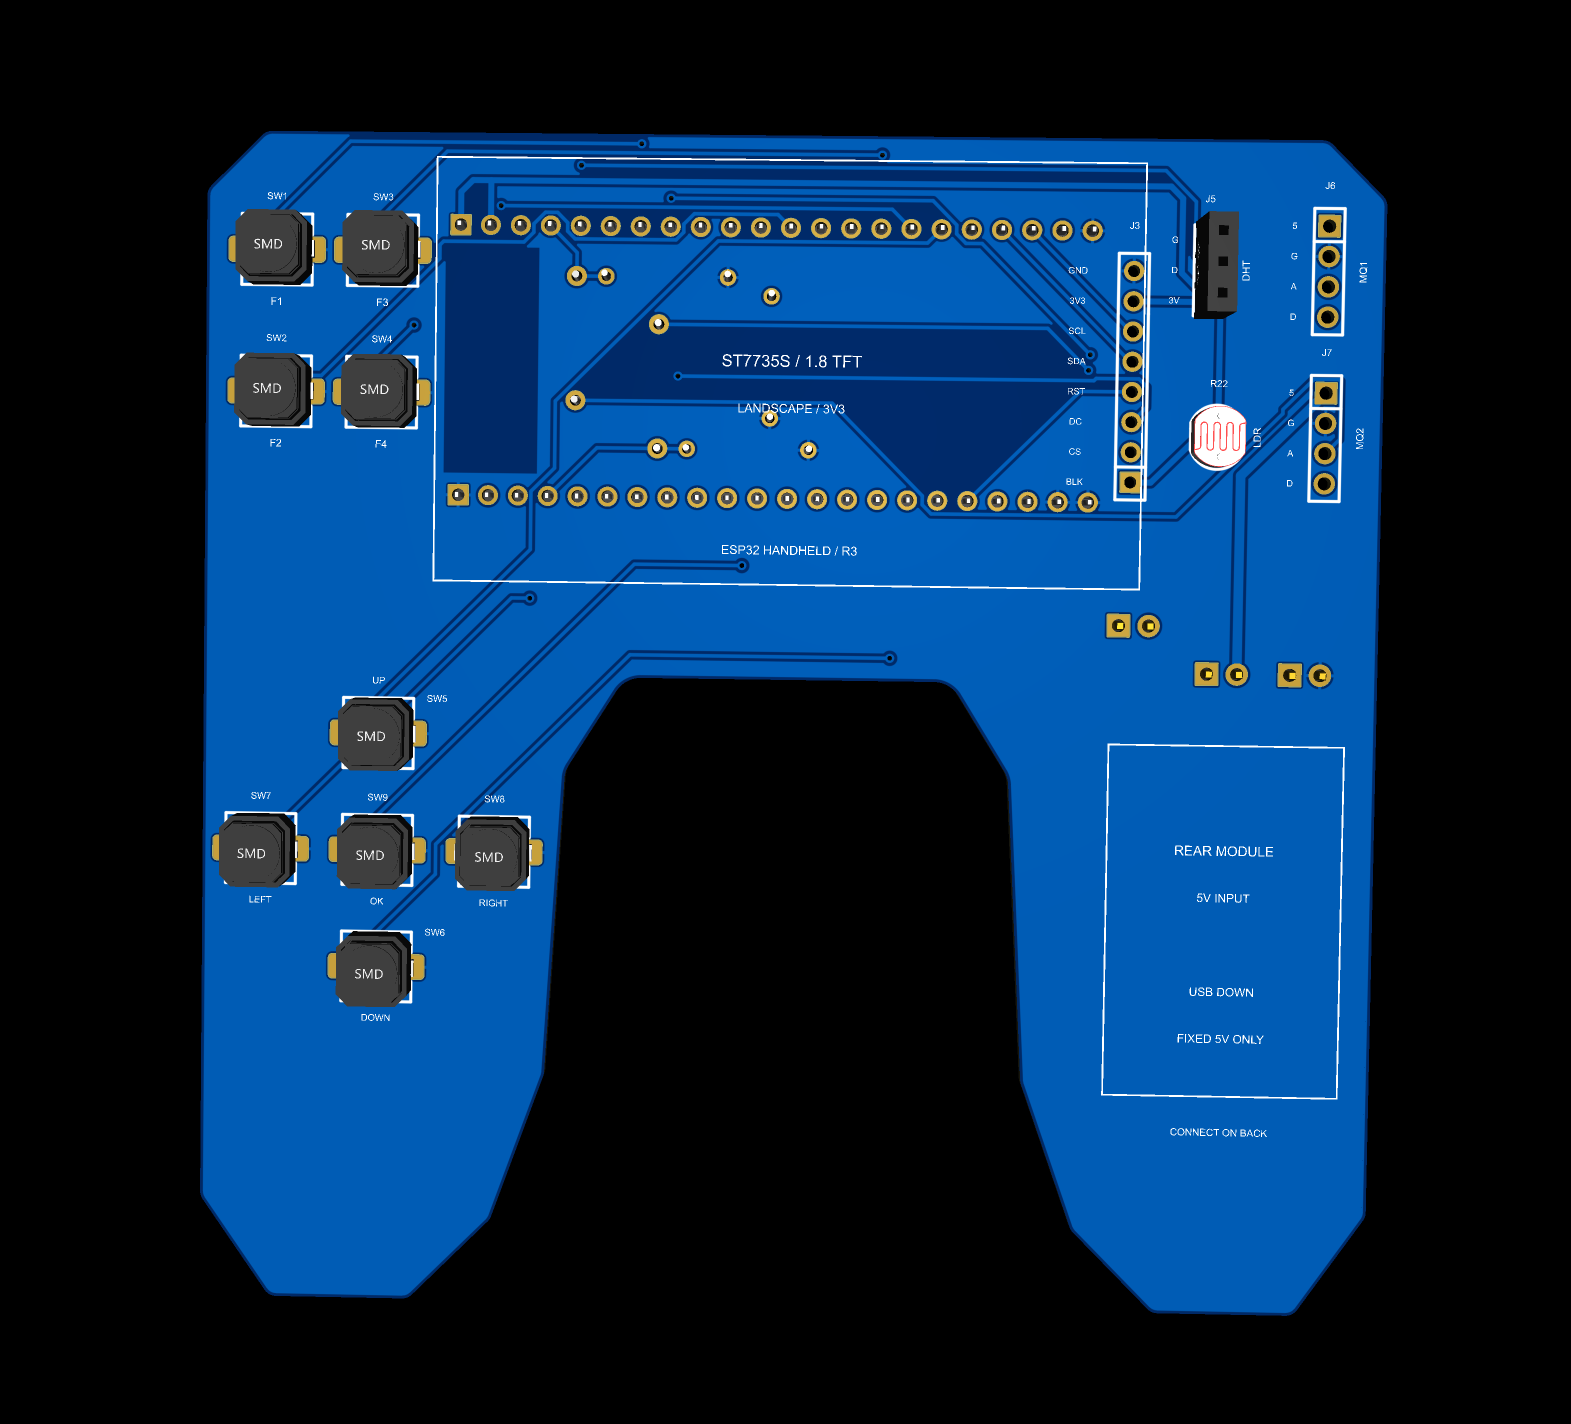 SW1
SW3
SMD
SMD
F1
F3
SW2
SW4
SMD
SMD
F2
F4
J5
J3
J6
G
D
3V
DHT
5
G
A
D
MQ1
GND
3V3
SCL
SDA
RST
DC
CS
BLK
ST7735S / 1.8 TFT
LANDSCAPE / 3V3
ESP32 HANDHELD / R3
R22
LDR
J7
5
G
A
D
MQ2
UP
SW5
SMD
SW7
SW9
SW8
SMD
SMD
SMD
LEFT
OK
RIGHT
SW6
SMD
DOWN
REAR MODULE
5V INPUT
USB DOWN
FIXED 5V ONLY
CONNECT ON BACK